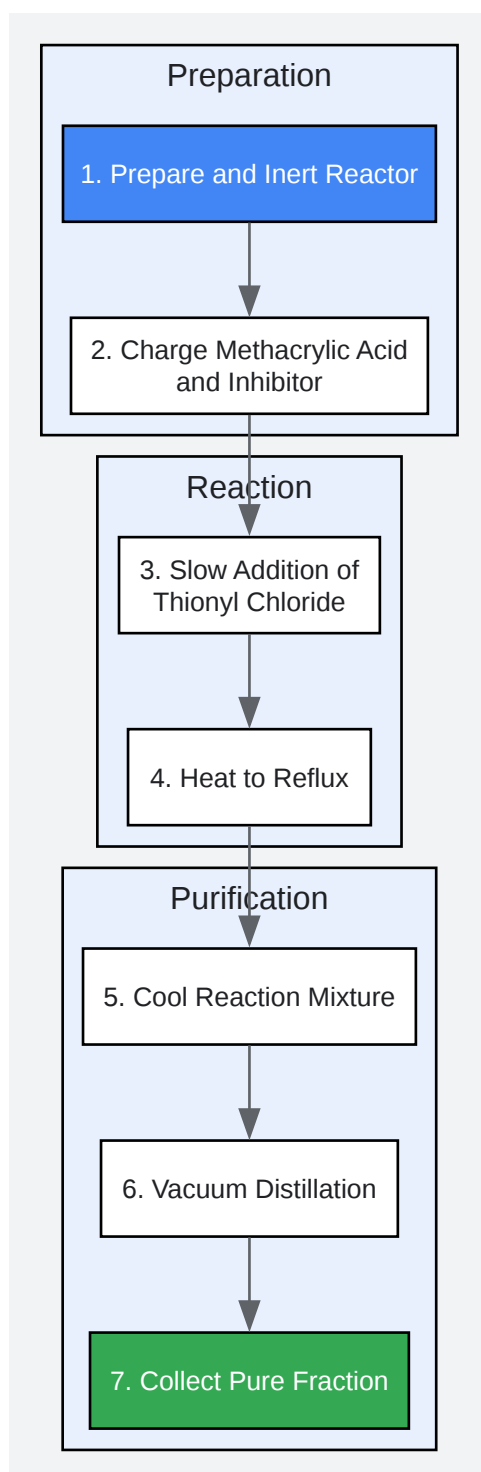 Preparation
1. Prepare and Inert Reactor
2. Charge Methacrylic Acid
and Inhibitor
Reaction
3. Slow Addition of
Thionyl Chloride
4. Heat to Reflux
Purification
5. Cool Reaction Mixture
6. Vacuum Distillation
7. Collect Pure Fraction